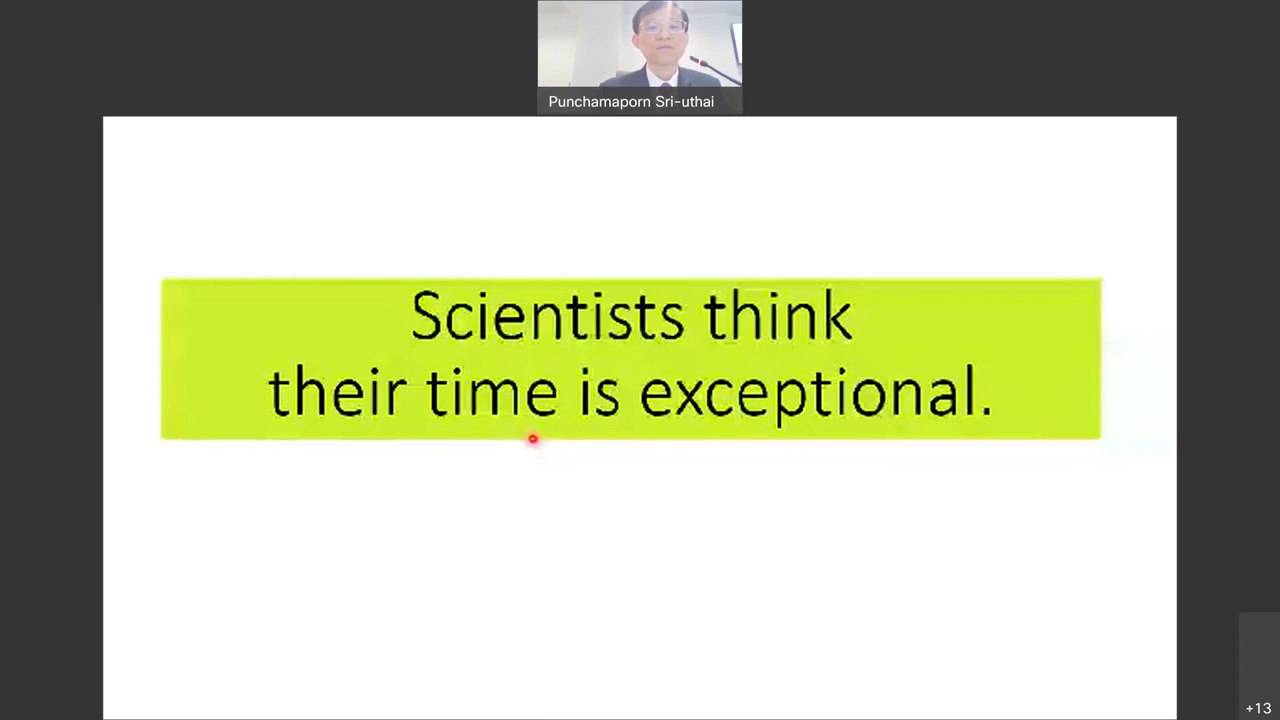 Punchamaporn Sri-uthai
Scientists think
their time is exceptional.
+13